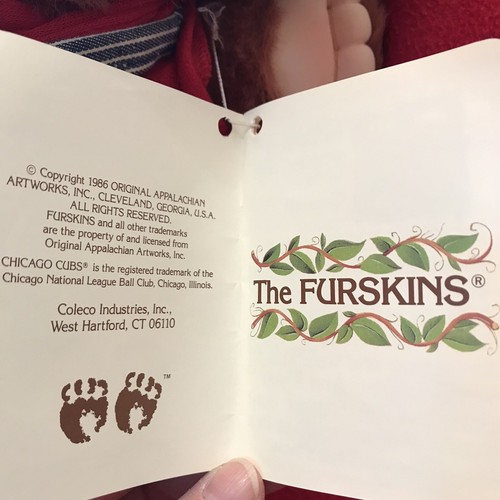 © Copyright 1986 ORIGINAL APPALACHIAN
ARTWORKS, INC., CLEVELAND, GEORGIA, U.S.A.
ALL RIGHTS RESERVED.
FURSKINS and all other trademarks
are the property of and licensed from
Original Appalachian Artworks, Inc.
CHICAGO CUBS® is the registered trademark of the
Chicago National League Ball Club, Chicago, Illinois.
Coleco Industries, Inc.,
West Hartford, CT 06110
TM
The FURSKINS®